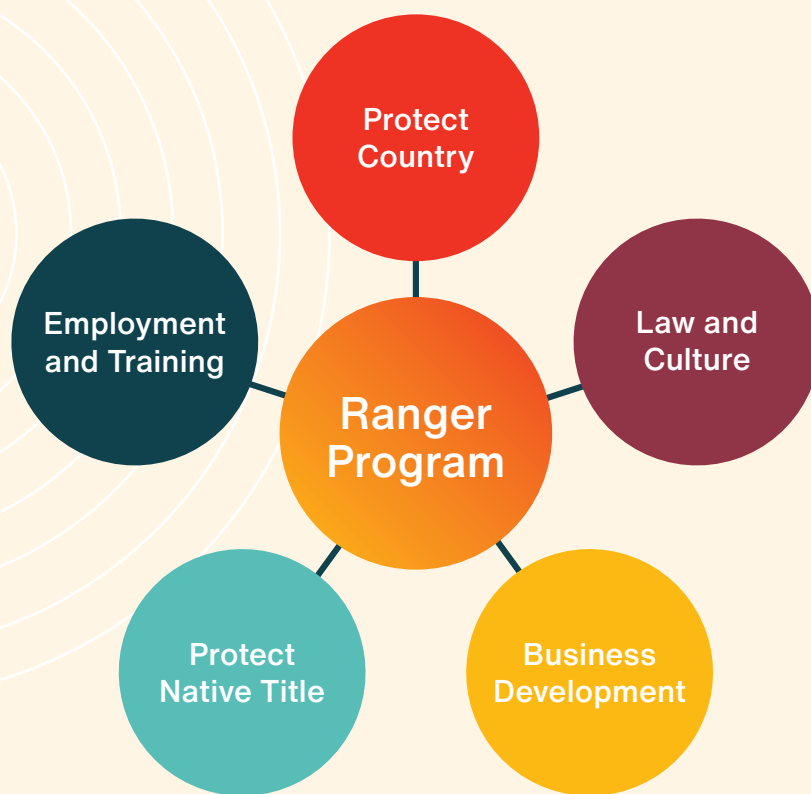 Protect
Country
Employment
and Training
Law and
Culture
Ranger
Program
Protect
Native Title
Business
Development